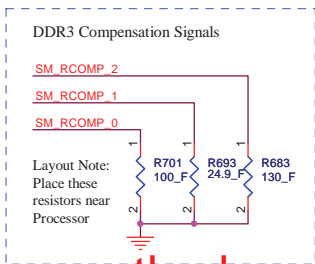 DDR3 Compensation Signals
SM_RCOMP_2
SM_RCOMP_1
SM_RCOMP_0
1 1 1
R701 R693 R683
100_F 24.9_F 130_F
Layout Note:
Place these
resistors near
Processor
2 2 2